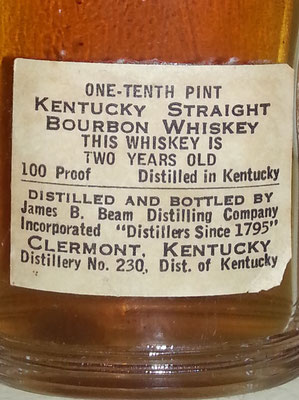 ONE-TENTH PINT
KENTUCKY STRAIGHT
BOURBON WHISKEY
THIS WHISKEY IS
TWO YEARS OLD
100 Proof Distilled in Kentucky
DISTILLED AND BOTTLED BY
James B. Beam Distilling Company
Incorporated "Distillers Since 1795"
CLERMONT, KENTUCKY
Distillery No. 230, Dist. of Kentucky